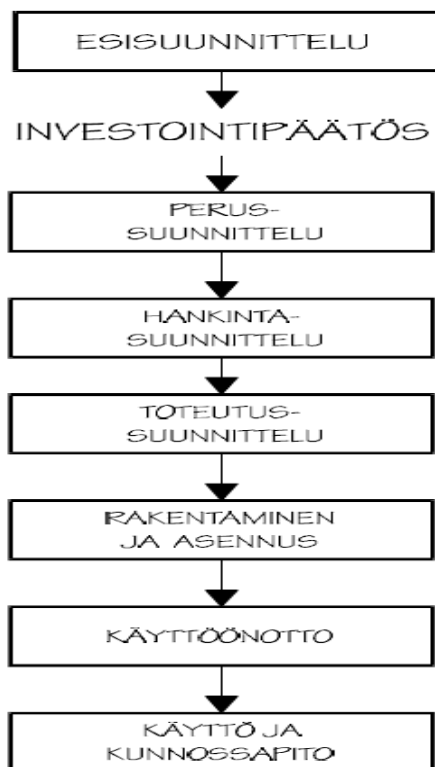 ESISUUNNITTELU
INVESTOINTIPÄÄTÖS
PERUS-
SUUNNITTELU
HANKINTA-
SUUNNITTELU
TOTEUTUS-
SUUNNITTELU
RAKENTAMINEN
JA ASENNUS
KÄYTTÖÖNOTTO
KÄYTTÖ JA
KUNNOSSAPITO